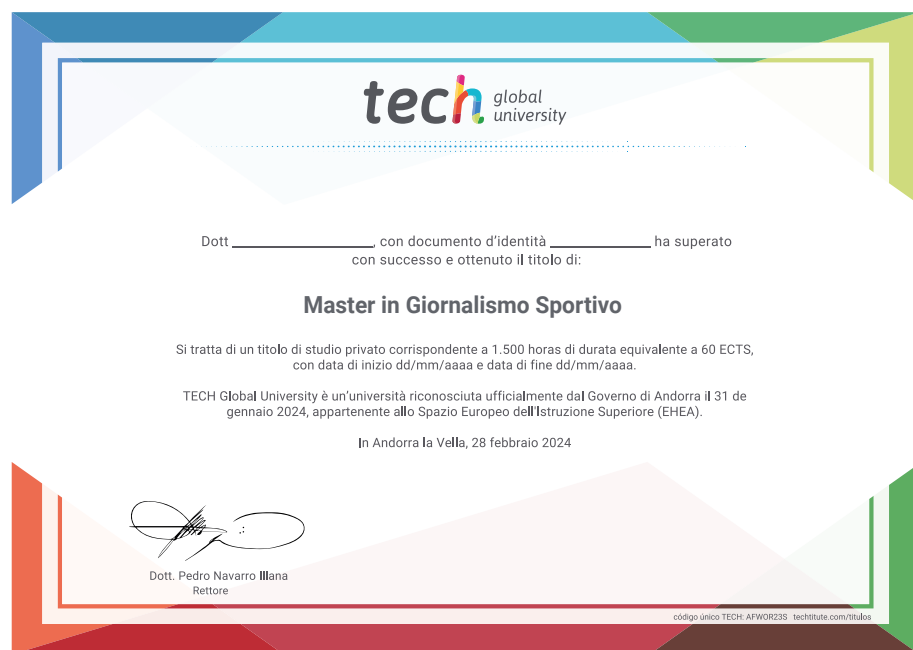 tech global
university
Dott ____________________, con documento d'identità ______________ ha superato
con successo e ottenuto il titolo di:
Master in Giornalismo Sportivo
Si tratta di un titolo di studio privato corrispondente a 1.500 horas di durata equivalente a 60 ECTS,
con data di inizio dd/mm/aaaa e data di fine dd/mm/aaaa.
TECH Global University è un'università riconosciuta ufficialmente dal Governo di Andorra il 31 de
gennaio 2024, appartenente allo Spazio Europeo dell'Istruzione Superiore (EHEA).
In Andorra la Vella, 28 febbraio 2024
Dott. Pedro Navarro Illana
Rettore
código único TECH: AFWOR23S techtitute.com/titulos